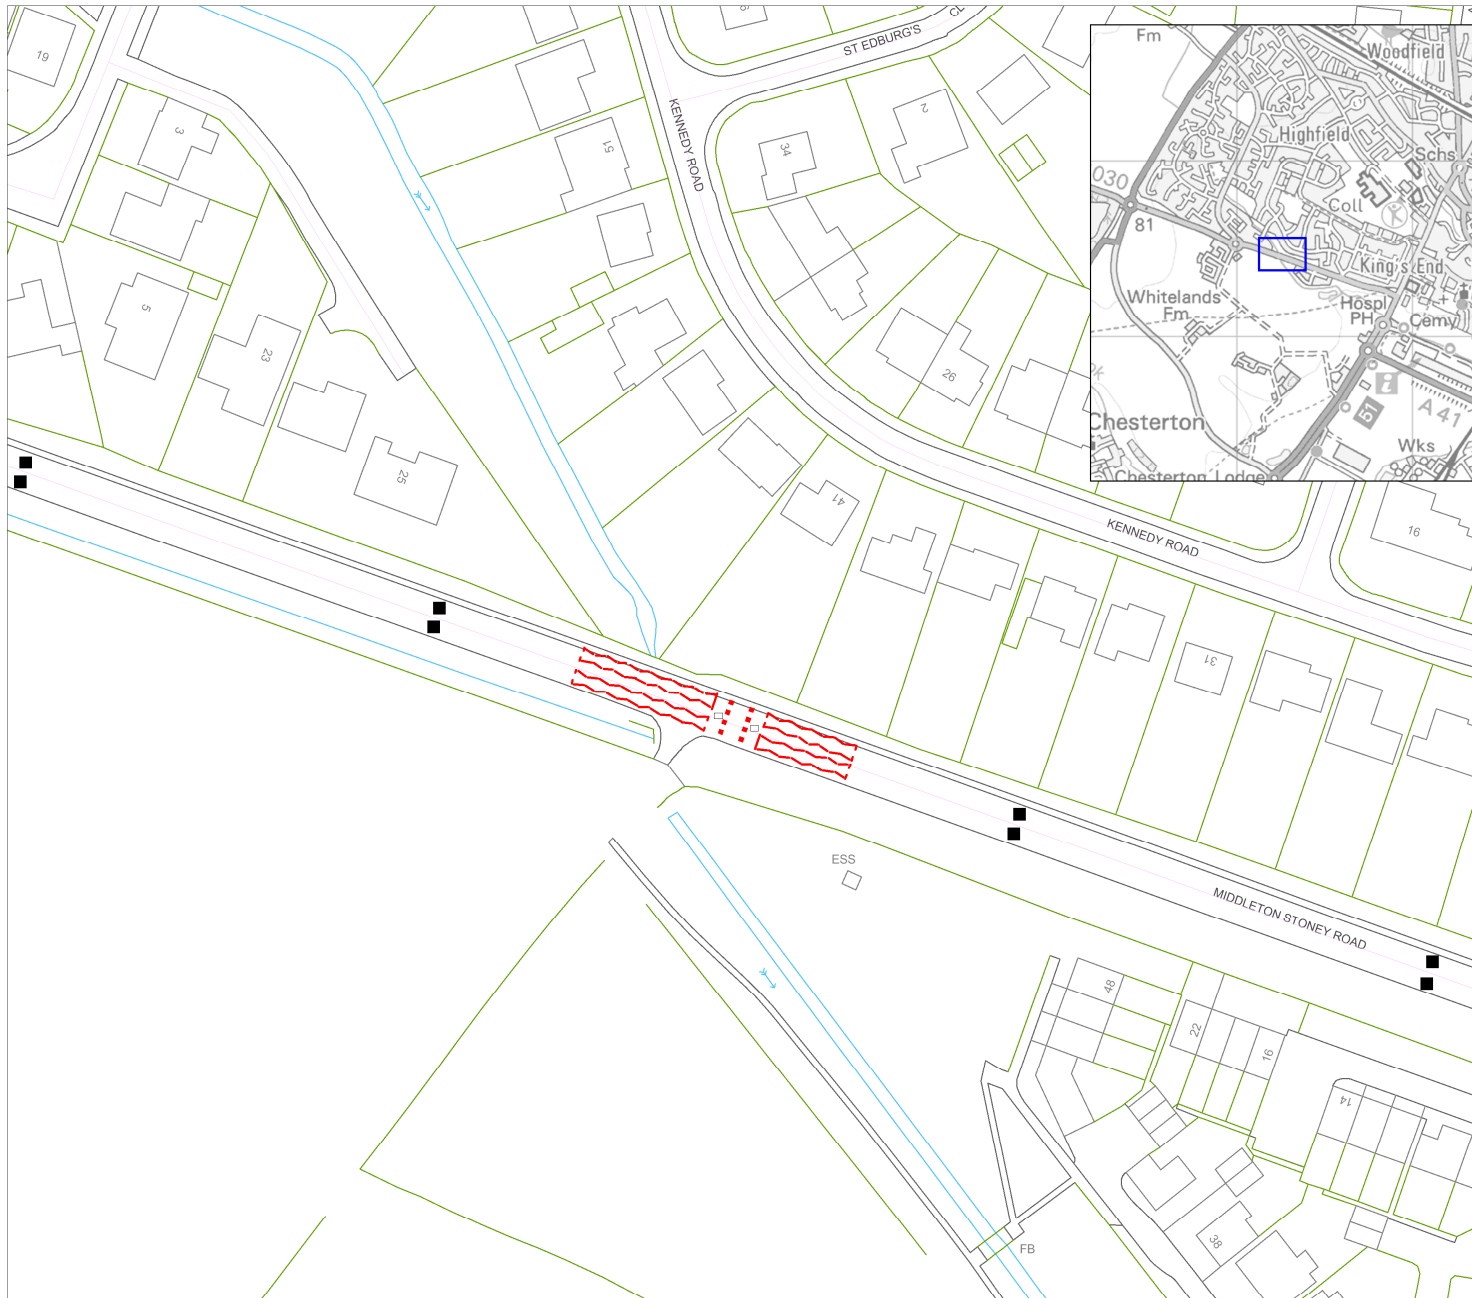 19
3
5
23
25
51
34
2
ST EDBURG'S
CL
KENNEDY ROAD
26
41
KENNEDY ROAD
16
31
MIDDLETON STONEY ROAD
ESS
48
22
16
14
38
FB
Fm
Woodfield
Highfield
Schs
030
Coll
81
King's End
Whitelands
Fm
Hospl
PH
Cemy
A 41
51
Chesterton
Wks
Chesterton Lodge